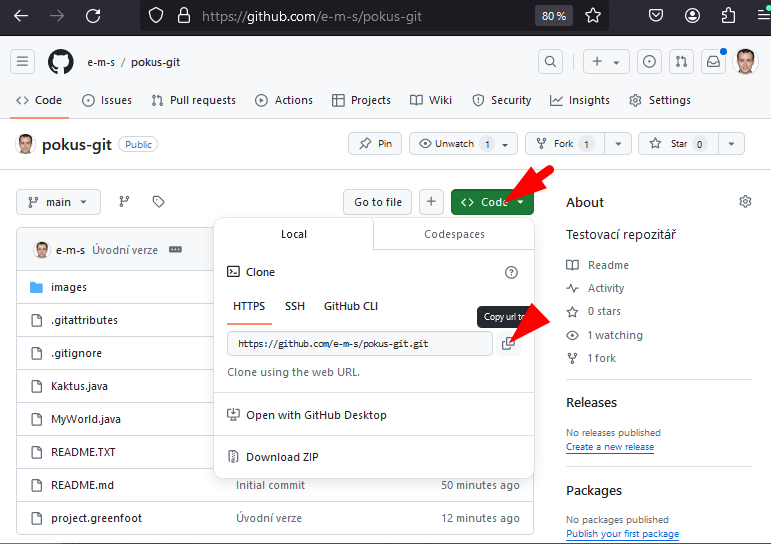 https://github.com/e-m-s/pokus-git 80 %
e-m-s / pokus-git
Code Issues Pull requests Actions Projects Wiki Security Insights Settings
pokus-git Public Pin Unwatch 1 Fork 1 Star 0
main Go to file Code About
Local Codespaces Testovací repozitář
e-m-s Úvodní verze
Clone Readme
images
Activity
HTTPS SSH GitHub CLI 0 stars
.gitattributes Copy url to
1 watching
https://github.com/e-m-s/pokus-git.git
.gitignore 1 fork
Clone using the web URL.
Kaktus.java
Releases
MyWorld.java Open with GitHub Desktop
No releases published
Create a new release
README.TXT Download ZIP
README.md Initial commit 50 minutes ago
Packages
project.greenfoot Úvodní verze 12 minutes ago
No packages published
Publish your first package